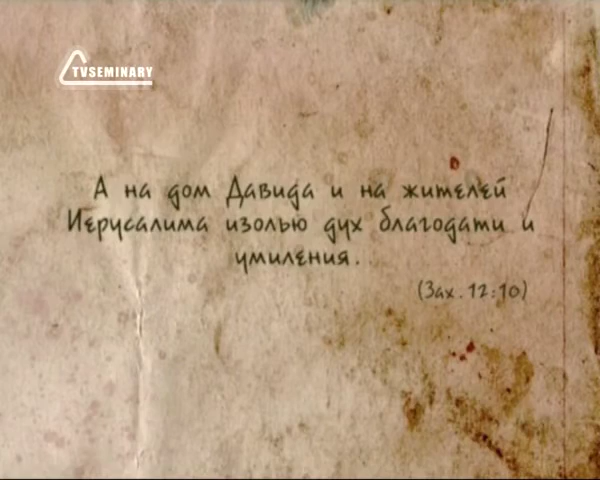 TVSEMINARY
А на дом Давида и на жителей
Иерусалима изолью дух благодати и
умиления.
(Зах. 12:10)